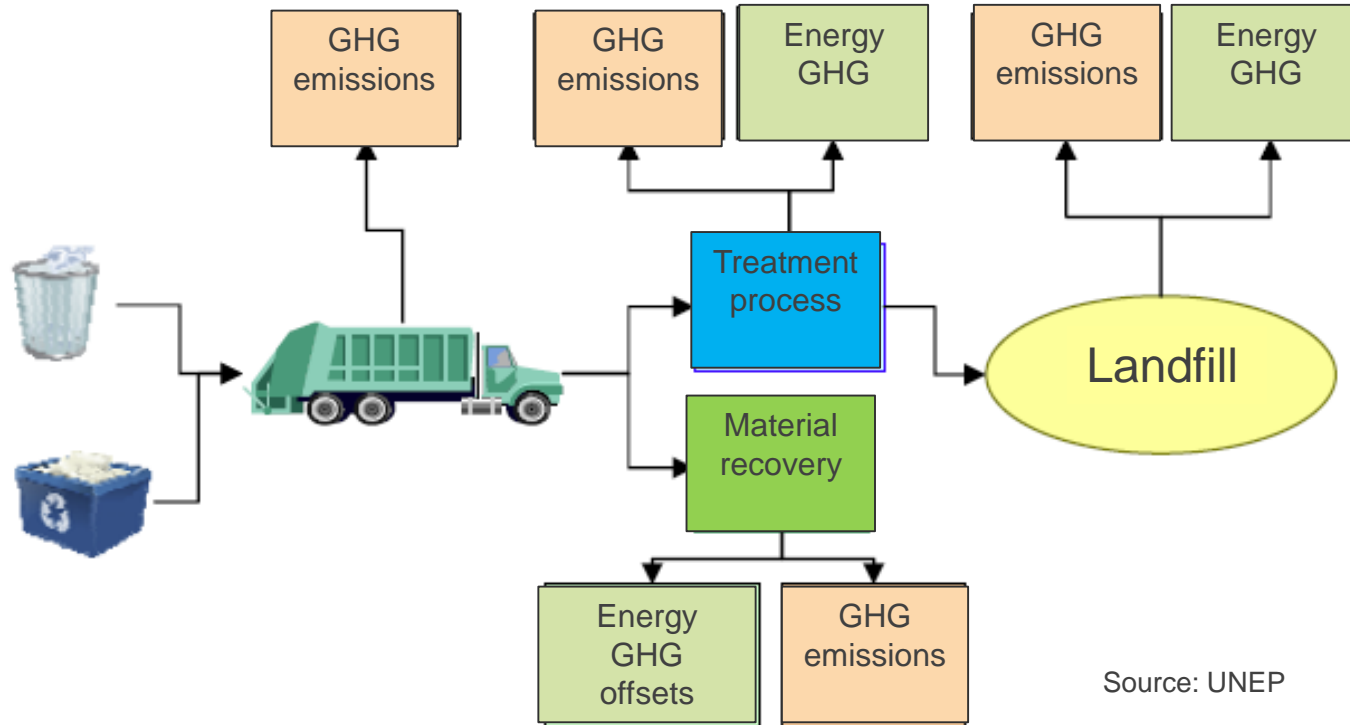 GHG
emissions
GHG
emissions
Energy
GHG
GHG
emissions
Energy
GHG
Treatment
process
Landfill
Material
recovery
Energy
GHG
offsets
GHG
emissions
Source: UNEP